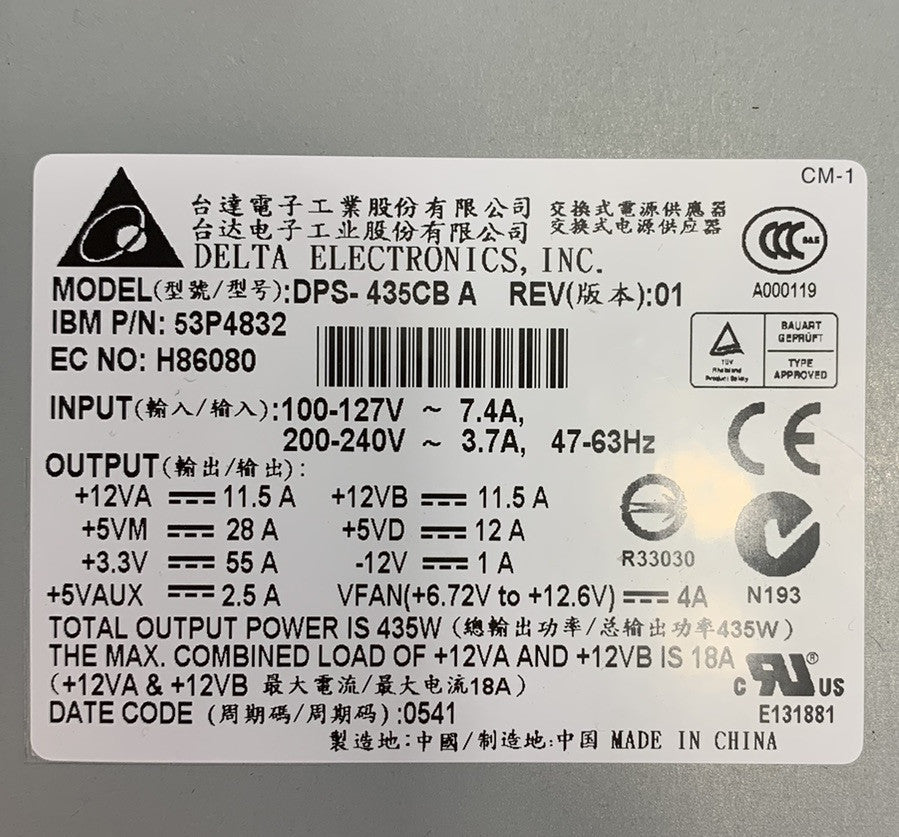 CM-1
台達電子工業股份有限公司 交換式電源供應器
台达电子工业股份有限公司 交换式电源供应器
DELTA ELECTRONICS, INC.
MODEL(型號/型号):DPS- 435CB A REV(版本):01
A000119
IBM P/N: 53P4832
EC NO: H86080
BAUART
GEPRÜFT
TÜV
Rheinland
Product Safety
TYPE
APPROVED
INPUT(輸入/输入):100-127V ~ 7.4A,
200-240V ~ 3.7A, 47-63Hz
CE
OUTPUT(輸出/输出):
+12VA 11.5 A +12VB 11.5 A
+5VM 28 A +5VD 12 A
+3.3V 55 A -12V 1 A
R33030
+5VAUX 2.5 A VFAN(+6.72V to +12.6V) 4A
N193
TOTAL OUTPUT POWER IS 435W (總輸出功率/总输出功率435W)
THE MAX. COMBINED LOAD OF +12VA AND +12VB IS 18A
(+12VA & +12VB 最大電流/最大电流18A)
c RU ® US
E131881
DATE CODE (周期碼/周期码):0541
製造地:中國/制造地:中国 MADE IN CHINA